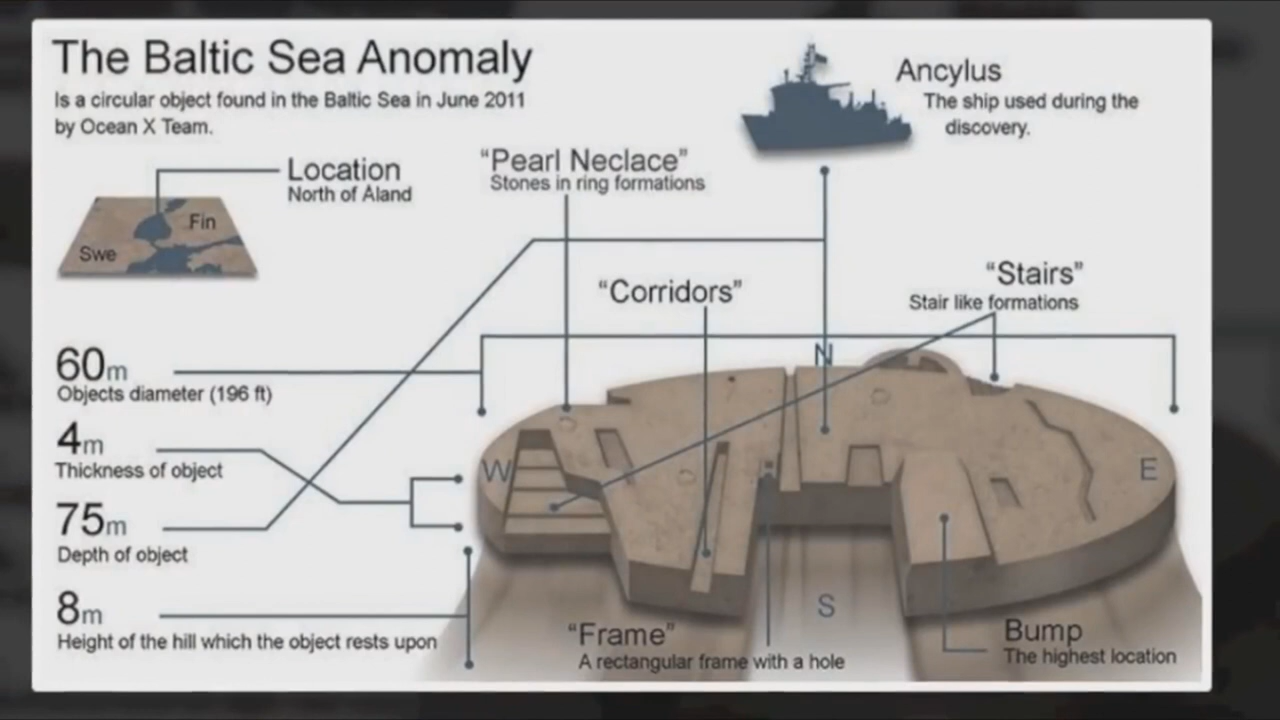 The Baltic Sea Anomaly
Is a circular object found in the Baltic Sea in June 2011
by Ocean X Team.
Ancylus
The ship used during the
discovery.
Location
North of Åland
Fin
Swe
“Pearl Neclace”
Stones in ring formations
“Corridors”
“Stairs”
Stair like formations
60m
Objects diameter (196 ft)
4m
Thickness of object
75m
Depth of object
8m
Height of the hill which the object rests upon
N
W
E
S
“Frame”
A rectangular frame with a hole
Bump
The highest location